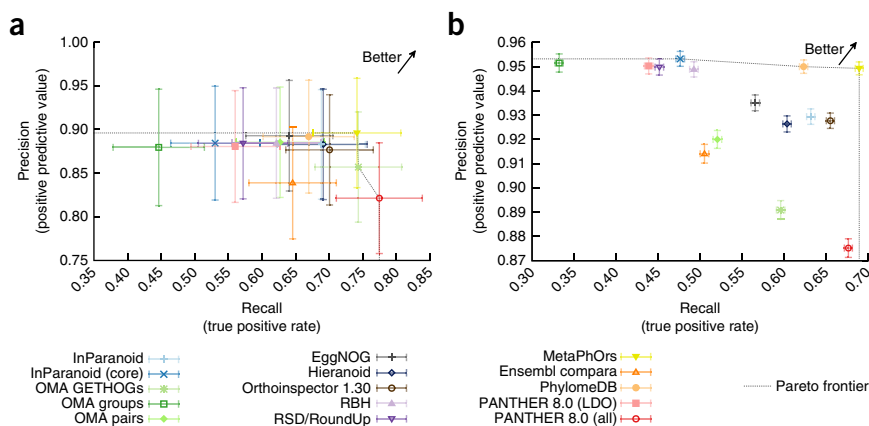 a
Precision
(positive predictive value)
1.00
0.95
0.90
0.85
0.80
0.75
0.35
0.40
0.45
0.50
0.55
0.60
0.65
0.70
0.75
0.80
0.85
Better
Recall
(true positive rate)
b
Precision
(positive predictive value)
0.96
0.95
0.94
0.93
0.92
0.91
0.90
0.89
0.88
0.87
0.30
0.35
0.40
0.45
0.50
0.55
0.60
0.65
0.70
Better
Recall
(true positive rate)
InParanoid
InParanoid (core)
OMA GETHOGs
OMA groups
OMA pairs
EggNOG
Hieranoid
Orthoinspector 1.30
RBH
RSD/RoundUp
MetaPhOrs
Ensembl compara
PhylomeDB
PANTHER 8.0 (LDO)
PANTHER 8.0 (all)
Pareto frontier